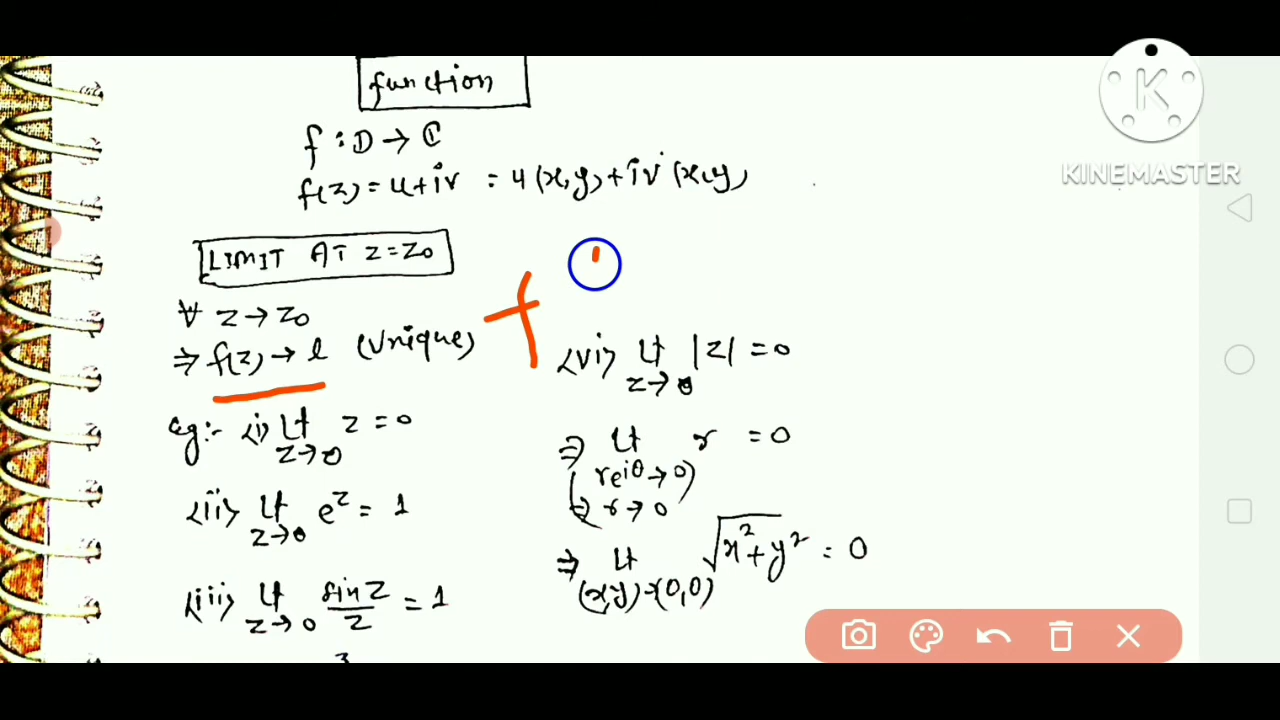 function
f : D → ℂ
f(z) = u+iv = u(x,y)+iv(x,y)
LIMIT AT z=z₀
∀ z → z₀
⇒ f(z) → l (Unique)
eg:- <i> Lt z→0 z = 0
<ii> Lt z→0 e^z = 1
<iii> Lt z→0 sin z / z = 1
3
<vi> Lt z→0 |z| = 0
⇒ Lt r = 0
(re^iθ → 0)
⇒ r → 0
⇒ Lt (x,y)→(0,0) √x²+y² = 0
K
KINEMASTER